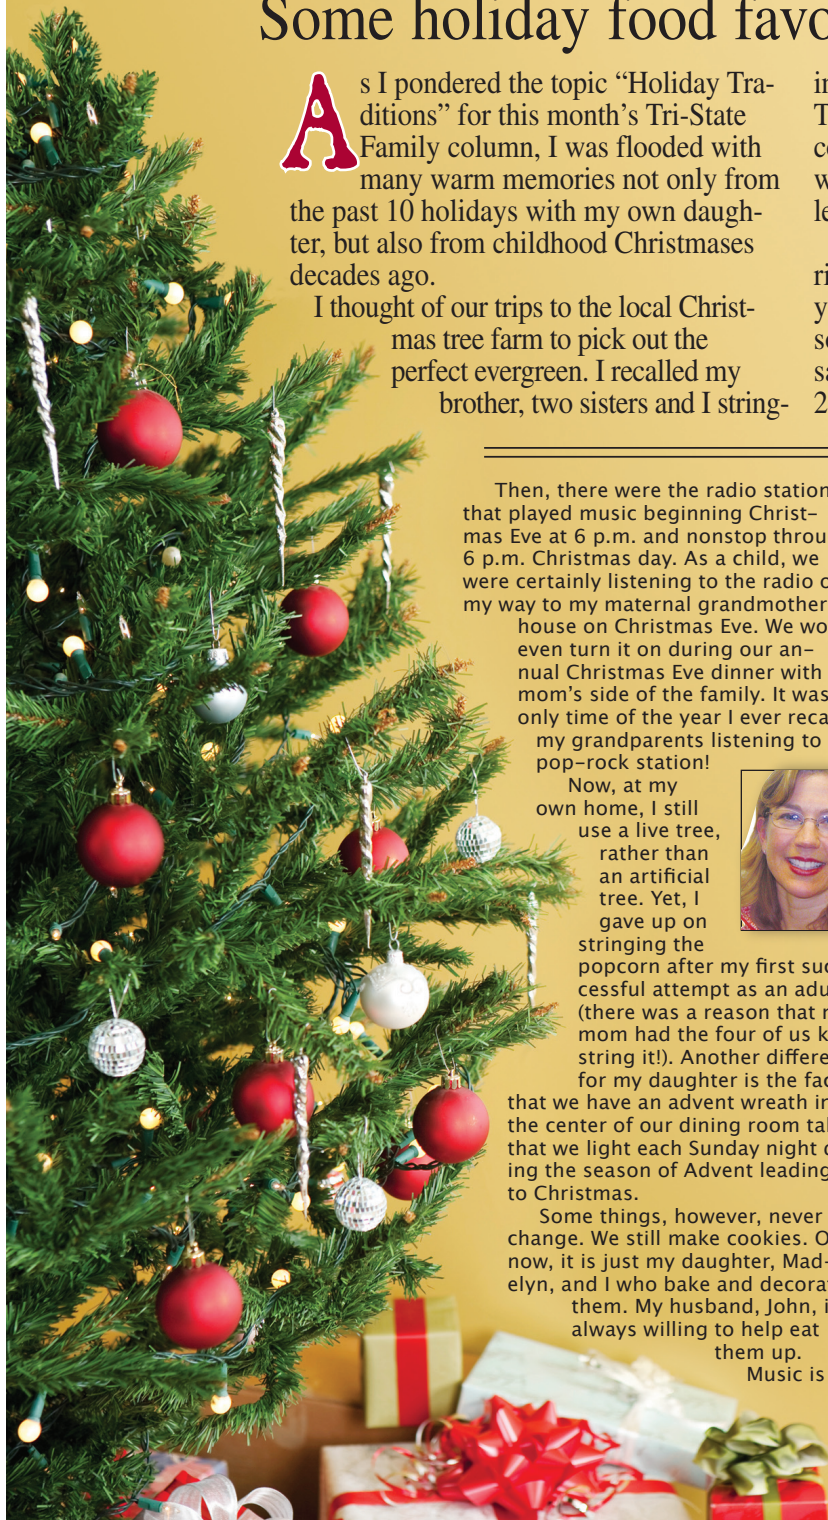 Some holiday food favo
As I pondered the topic “Holiday Tra-
ditions” for this month’s Tri-State
Family column, I was flooded with
many warm memories not only from
the past 10 holidays with my own daugh-
ter, but also from childhood Christmases
decades ago.
I thought of our trips to the local Christ-
mas tree farm to pick out the
perfect evergreen. I recalled my
brother, two sisters and I string-
Then, there were the radio station
that played music beginning Christ-
mas Eve at 6 p.m. and nonstop throu
6 p.m. Christmas day. As a child, we
were certainly listening to the radio o
my way to my maternal grandmother
house on Christmas Eve. We wo
even turn it on during our an-
nual Christmas Eve dinner with
mom’s side of the family. It was
only time of the year I ever reca
my grandparents listening to
pop-rock station!
Now, at my
own home, I still
use a live tree,
rather than
an artificial
tree. Yet, I
gave up on
stringing the
popcorn after my first suc
cessful attempt as an adu
(there was a reason that m
mom had the four of us k
string it!). Another differe
for my daughter is the fac
that we have an advent wreath in
the center of our dining room tab
that we light each Sunday night d
ing the season of Advent leading
to Christmas.
Some things, however, never
change. We still make cookies. O
now, it is just my daughter, Mad-
elyn, and I who bake and decora
them. My husband, John, i
always willing to help eat
them up.
Music is